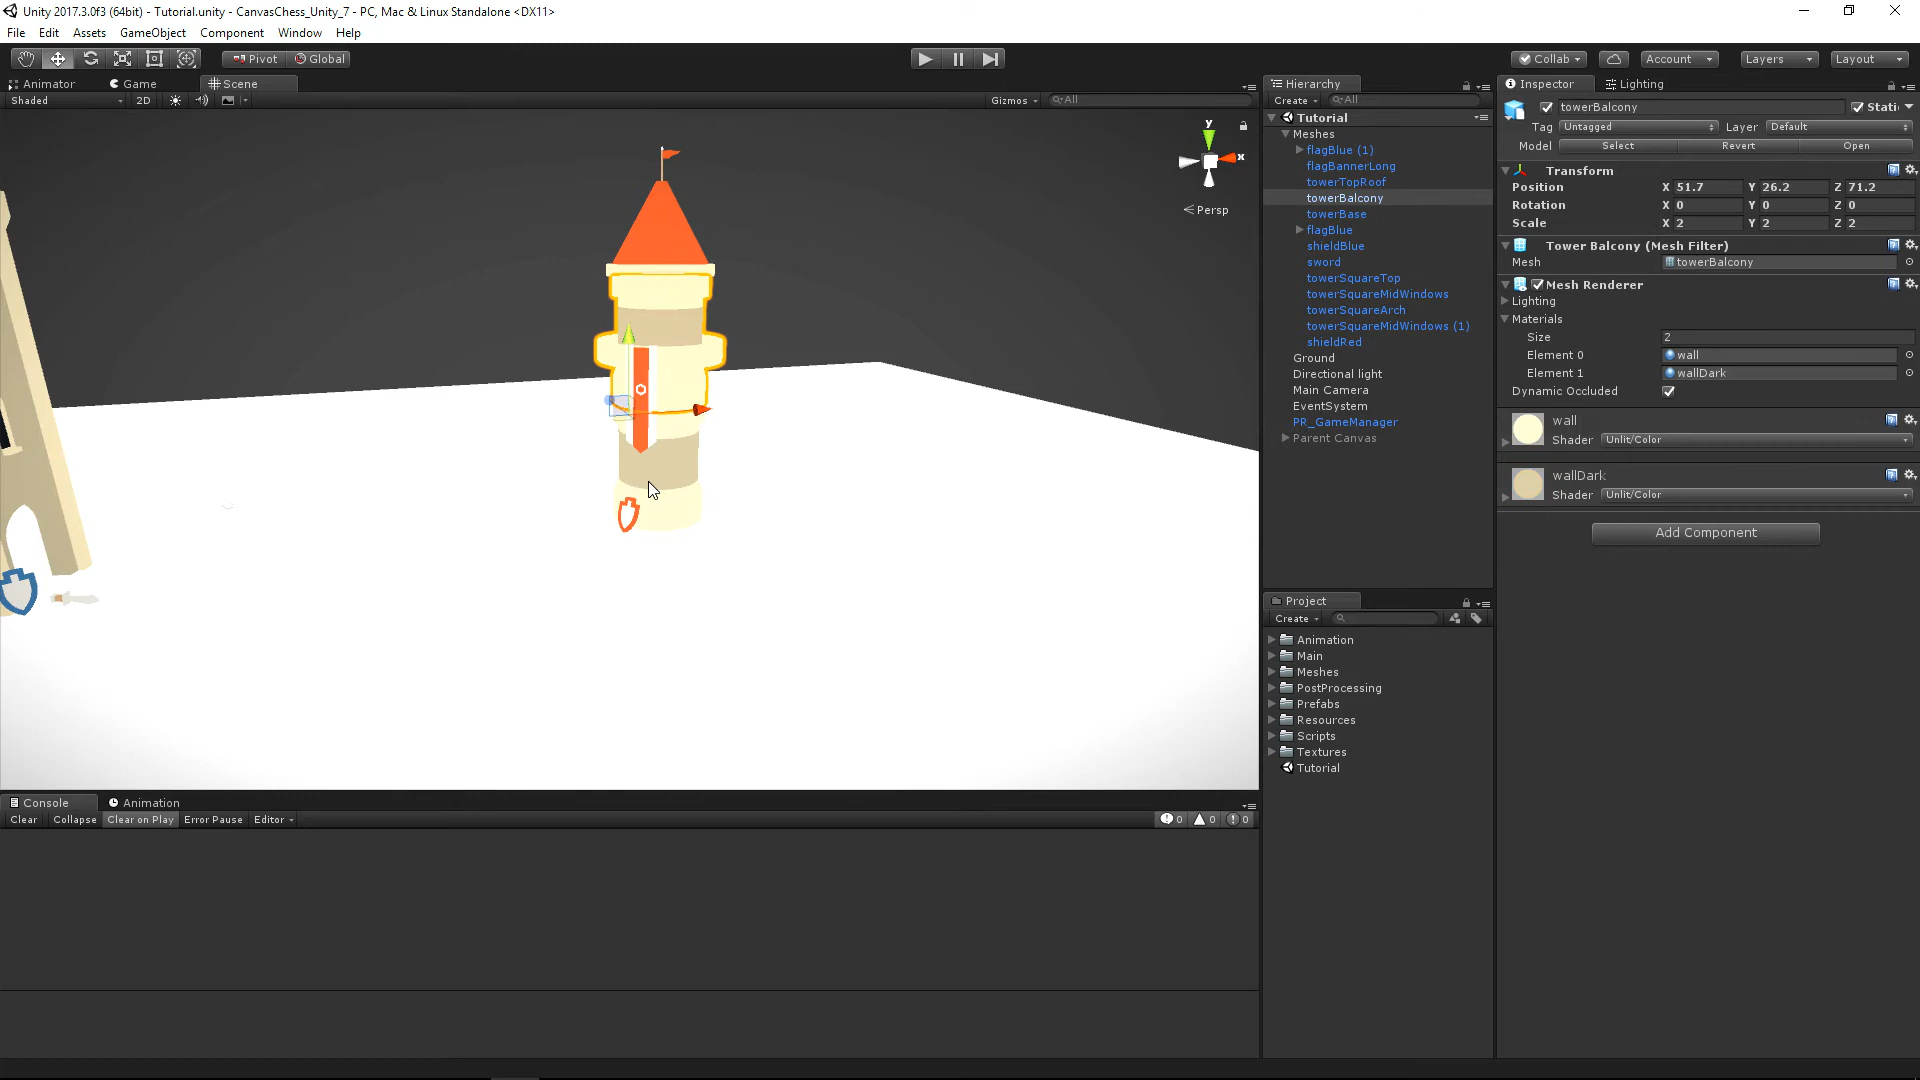 Unity 2017.3.0f3 (64bit) - Tutorial.unity - CanvasChess_Unity_7 - PC, Mac & Linux Standalone <DX11>
File Edit Assets GameObject Component Window Help
Pivot Global Collab Account Layers Layout
Animator Game Scene
Shaded 2D Gizmos All
y
x
Persp
Hierarchy
Create All
Tutorial
Meshes
flagBlue (1)
flagBannerLong
towerTopRoof
towerBalcony
towerBase
flagBlue
shieldBlue
sword
towerSquareTop
towerSquareMidWindows
towerSquareArch
towerSquareMidWindows (1)
shieldRed
Ground
Directional light
Main Camera
EventSystem
PR_GameManager
Parent Canvas
Project
Create
Animation
Main
Meshes
PostProcessing
Prefabs
Resources
Scripts
Textures
Tutorial
Inspector Lighting
towerBalcony Stati
Tag Untagged Layer Default
Model Select Revert Open
Transform
Position X 51.7 Y 26.2 Z 71.2
Rotation X 0 Y 0 Z 0
Scale X 2 Y 2 Z 2
Tower Balcony (Mesh Filter)
Mesh towerBalcony
Mesh Renderer
Lighting
Materials
Size 2
Element 0 wall
Element 1 wallDark
Dynamic Occluded
wall
Shader Unlit/Color
wallDark
Shader Unlit/Color
Add Component
Console Animation
Clear Collapse Clear on Play Error Pause Editor 0 0 0